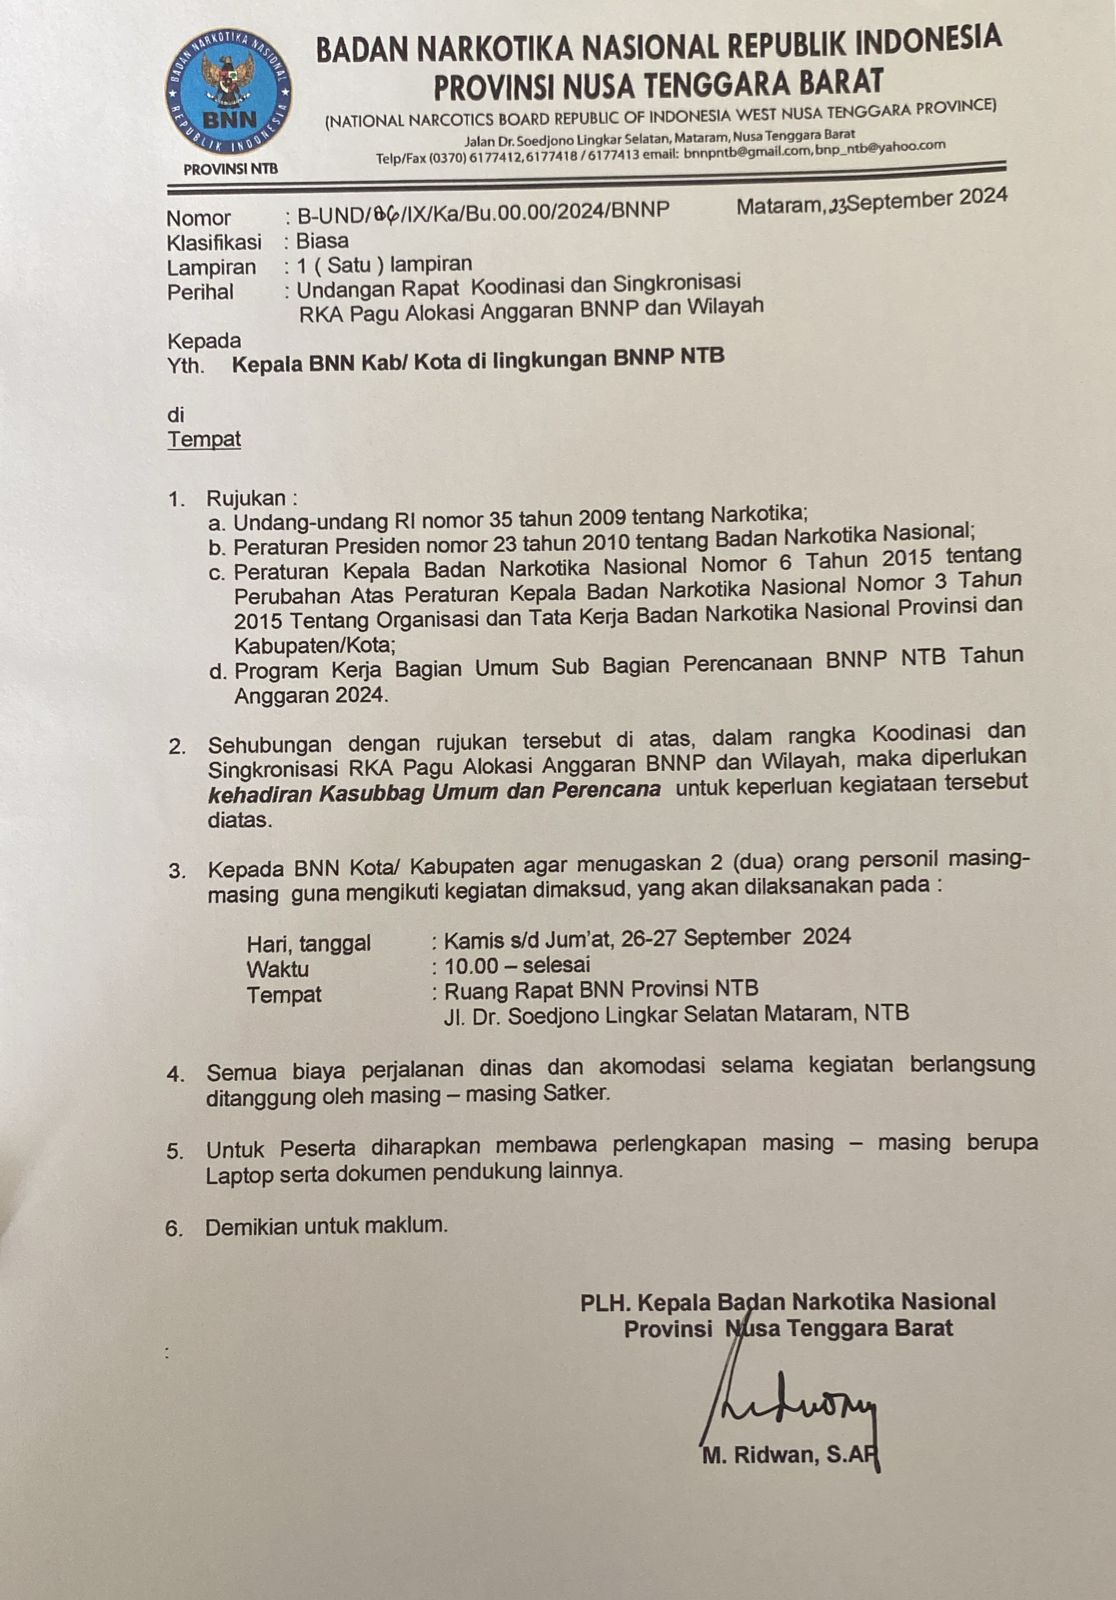 BADAN NARKOTIKA NASIONAL
REPUBLIK INDONESIA
BNN
PROVINSI NTB
BADAN NARKOTIKA NASIONAL REPUBLIK INDONESIA
PROVINSI NUSA TENGGARA BARAT
(NATIONAL NARCOTICS BOARD REPUBLIC OF INDONESIA WEST NUSA TENGGARA PROVINCE)
Jalan Dr. Soedjono Lingkar Selatan, Mataram, Nusa Tenggara Barat
Telp/Fax (0370) 6177412,6177418 / 6177413 email: bnnpntb@gmail.com, bnp_ntb@yahoo.com
Nomor : B-UND/86/IX/Ka/Bu.00.00/2024/BNNP Mataram, 23 September 2024
Klasifikasi : Biasa
Lampiran : 1 ( Satu ) lampiran
Perihal : Undangan Rapat Koodinasi dan Singkronisasi
RKA Pagu Alokasi Anggaran BNNP dan Wilayah
Kepada
Yth. Kepala BNN Kab/ Kota di lingkungan BNNP NTB
di
Tempat
1. Rujukan :
a. Undang-undang RI nomor 35 tahun 2009 tentang Narkotika;
b. Peraturan Presiden nomor 23 tahun 2010 tentang Badan Narkotika Nasional;
c. Peraturan Kepala Badan Narkotika Nasional Nomor 6 Tahun 2015 tentang
Perubahan Atas Peraturan Kepala Badan Narkotika Nasional Nomor 3 Tahun
2015 Tentang Organisasi dan Tata Kerja Badan Narkotika Nasional Provinsi dan
Kabupaten/Kota;
d. Program Kerja Bagian Umum Sub Bagian Perencanaan BNNP NTB Tahun
Anggaran 2024.
2. Sehubungan dengan rujukan tersebut di atas, dalam rangka Koodinasi dan
Singkronisasi RKA Pagu Alokasi Anggaran BNNP dan Wilayah, maka diperlukan
kehadiran Kasubbag Umum dan Perencana untuk keperluan kegiataan tersebut
diatas.
3. Kepada BNN Kota/ Kabupaten agar menugaskan 2 (dua) orang personil masing-
masing guna mengikuti kegiatan dimaksud, yang akan dilaksanakan pada :
Hari, tanggal : Kamis s/d Jum'at, 26-27 September 2024
Waktu : 10.00 – selesai
Tempat : Ruang Rapat BNN Provinsi NTB
Jl. Dr. Soedjono Lingkar Selatan Mataram, NTB
4. Semua biaya perjalanan dinas dan akomodasi selama kegiatan berlangsung
ditanggung oleh masing – masing Satker.
5. Untuk Peserta diharapkan membawa perlengkapan masing – masing berupa
Laptop serta dokumen pendukung lainnya.
6. Demikian untuk maklum.
PLH. Kepala Badan Narkotika Nasional
Provinsi Nusa Tenggara Barat
:
M. Ridwan, S.AP